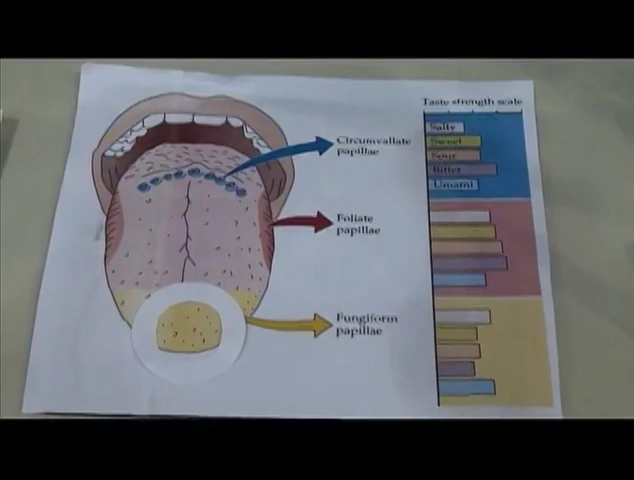 Taste strength scale
Circumvallate
papillae
Salty
Sweet
Sour
Bitter
Umami
Foliate
papillae
Fungiform
papillae